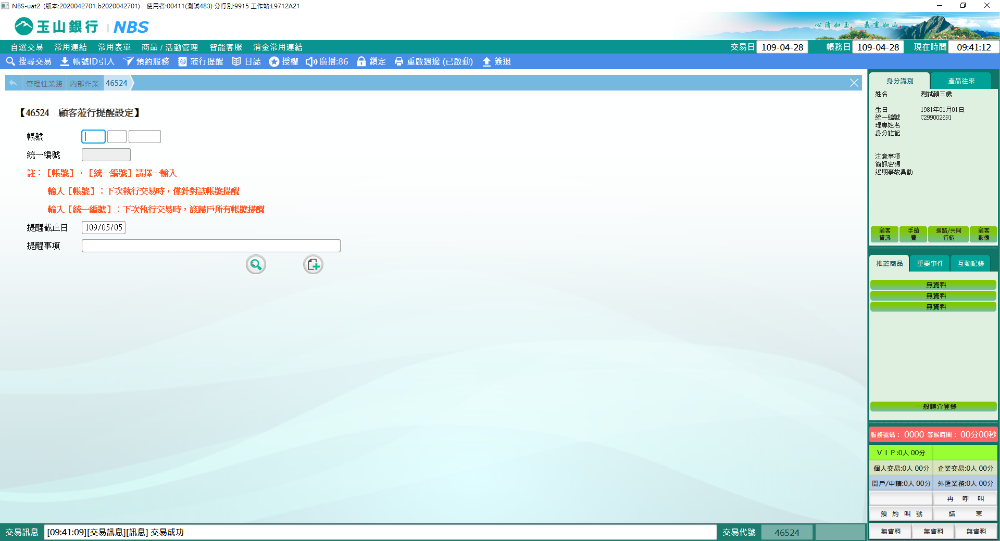 NBS-uat2 (版本:2020042701.b2020042701) 使用者:00411(測試483) 分行別:9915 工作站:L9712A21
玉山銀行 | NBS
心清如玉 義重如山
自選交易 常用連結 常用表單 商品 / 活動管理 智能客服 消金常用連結 交易日 109-04-28 帳務日 109-04-28 現在時間 09:41:12
搜尋交易 帳號ID引入 預約服務 蒞行提醒 日誌 授權 廣播:86 鎖定 重啟週邊 (已啟動) 簽退
管理性業務 內部作業 46524
【46524 顧客蒞行提醒設定】
帳號
統一編號
註：［帳號］、［統一編號］請擇一輸入
輸入［帳號］：下次執行交易時，僅針對該帳號提醒
輸入［統一編號］：下次執行交易時，該歸戶所有帳號提醒
提醒截止日 109/05/05
提醒事項
身分識別 產品往來
姓名 測試顏三歲
生日 1981年01月01日
統一編號 C299002691
理專姓名
身分註記
注意事項
簡訊密碼
近期事故異動
顧客資訊 手續費 通路/共同行銷 顧客影像
推薦商品 重要事件 互動記錄
無資料
無資料
無資料
一般轉介登錄
服務號碼： 0000 等候時間： 00分00秒
ＶＩＰ:0人 00分
個人交易:0人 00分 企業交易:0人 00分
開戶/申請:0人 00分 外匯業務:0人 00分
再 呼 叫
預 約 叫 號 結 束
無資料 無資料 無資料
交易訊息 [09:41:09][交易訊息][訊息] 交易成功 交易代號 46524